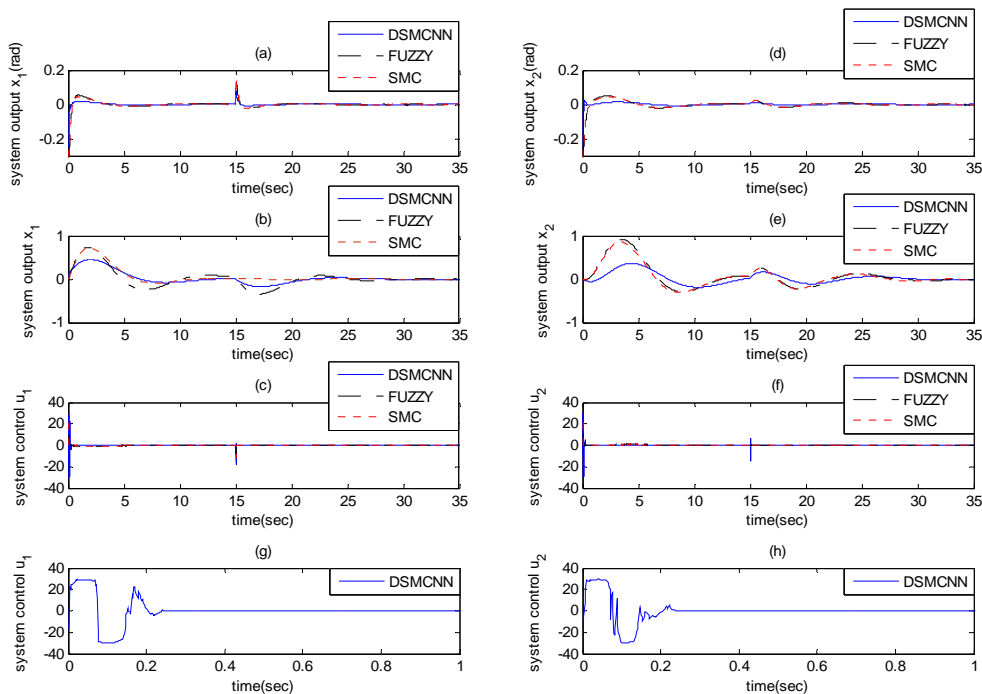 (a)
DSMCNN
FUZZY
SMC
system output x_1(rad)
0.2
0
-0.2
0 5 10 15 20 25 30 35
time(sec)
(d)
DSMCNN
FUZZY
SMC
system output x_2(rad)
0.2
0
-0.2
0 5 10 15 20 25 30 35
time(sec)
(b)
DSMCNN
FUZZY
SMC
system output x_1
1
0
-1
0 5 10 15 20 25 30 35
time(sec)
(e)
DSMCNN
FUZZY
SMC
system output x_2
1
0
-1
0 5 10 15 20 25 30 35
time(sec)
(c)
DSMCNN
FUZZY
SMC
system control u_1
40
20
0
-20
-40
0 5 10 15 20 25 30 35
time(sec)
(f)
DSMCNN
FUZZY
SMC
system control u_2
40
20
0
-20
-40
0 5 10 15 20 25 30 35
time(sec)
(g)
DSMCNN
system control u_1
40
20
0
-20
-40
0 0.2 0.4 0.6 0.8 1
time(sec)
(h)
DSMCNN
system control u_2
40
20
0
-20
-40
0 0.2 0.4 0.6 0.8 1
time(sec)